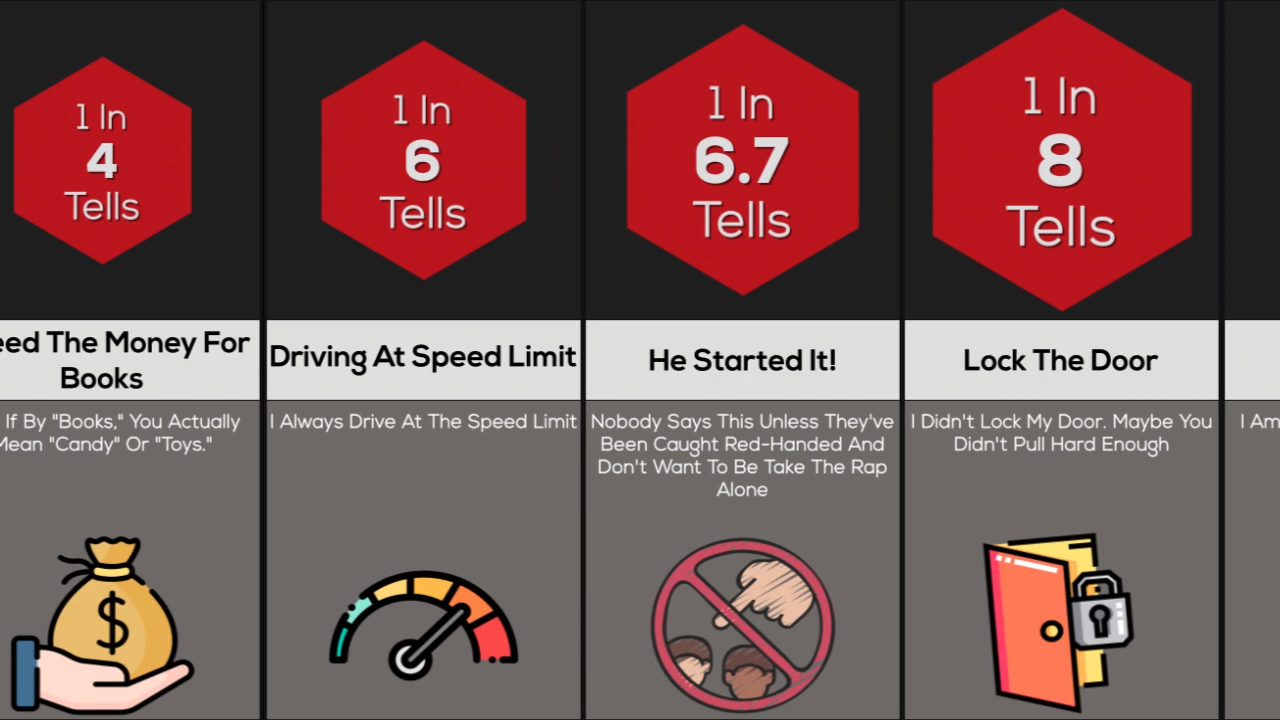 1 In
4
Tells
eed The Money For
Books
If By "Books," You Actually
Mean "Candy" Or "Toys."
1 In
6
Tells
Driving At Speed Limit
I Always Drive At The Speed Limit
1 In
6.7
Tells
He Started It!
Nobody Says This Unless They've
Been Caught Red-Handed And
Don't Want To Be Take The Rap
Alone
1 In
8
Tells
Lock The Door
I Didn't Lock My Door. Maybe You
Didn't Pull Hard Enough
I Am